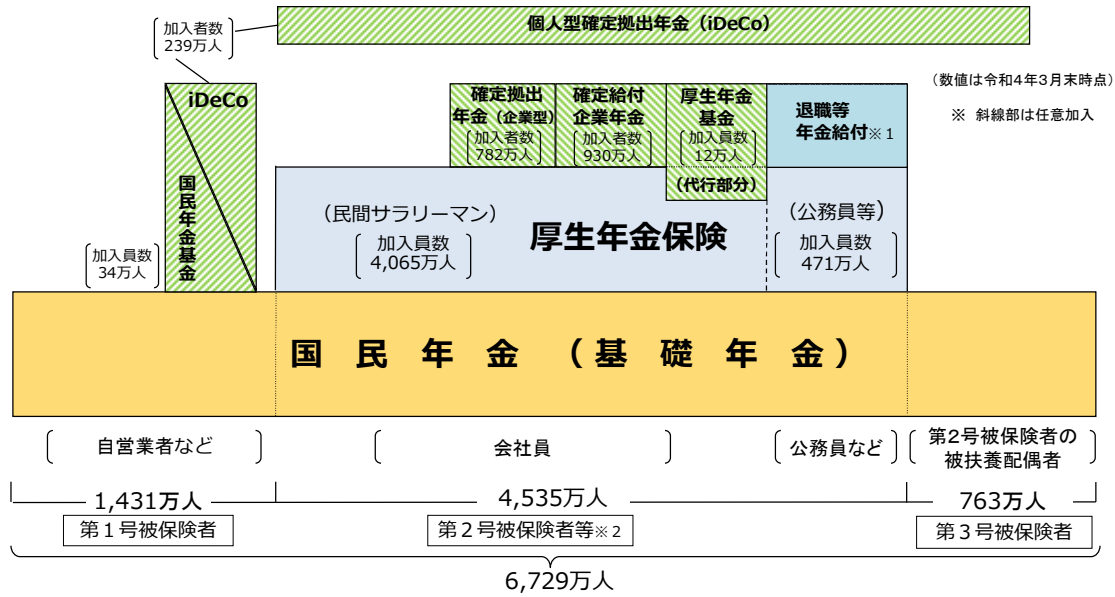 個人型確定拠出年金（iDeCo）
加入者数
239万人
（数値は令和4年3月末時点）
※ 斜線部は任意加入
iDeCo
国民年金基金
加入員数
34万人
確定拠出
年金（企業型）
加入者数
782万人
確定給付
企業年金
加入者数
930万人
厚生年金
基金
加入員数
12万人
（代行部分）
退職等
年金給付※1
（民間サラリーマン）
加入員数
4,065万人
厚生年金保険
（公務員等）
加入員数
471万人
国民年金（基礎年金）
自営業者など
会社員
公務員など
第2号被保険者の
被扶養配偶者
1,431万人
4,535万人
763万人
第１号被保険者
第２号被保険者等※2
第３号被保険者
6,729万人